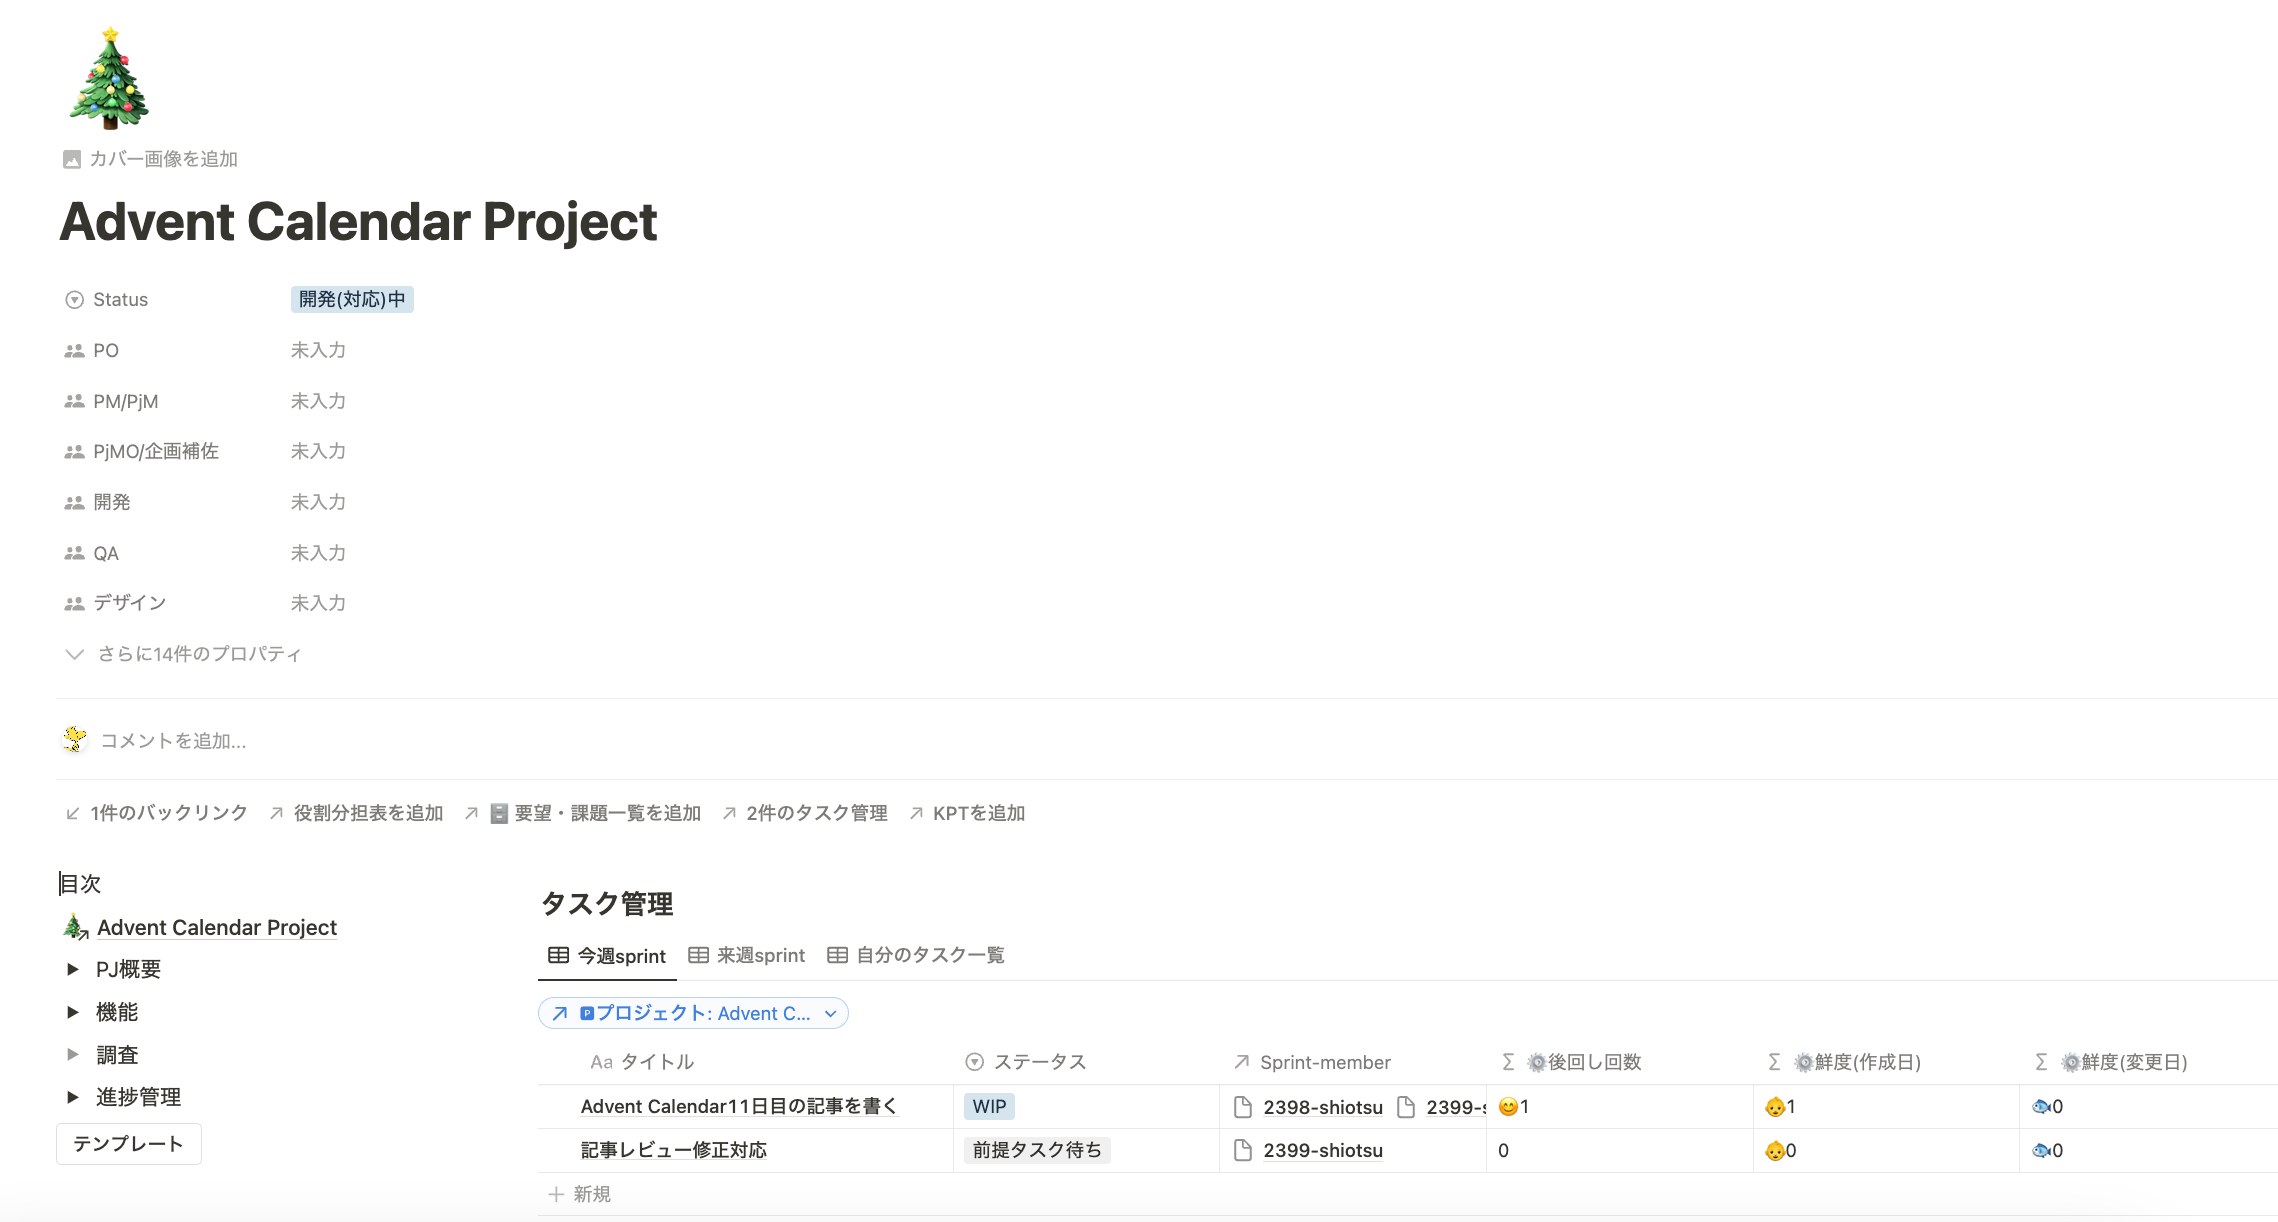 カバー画像を追加
Advent Calendar Project
Status 開発(対応)中
PO 未入力
PM/PjM 未入力
PjMO/企画補佐 未入力
開発 未入力
QA 未入力
デザイン 未入力
さらに14件のプロパティ
コメントを追加...
1件のバックリンク 役割分担表を追加 要望・課題一覧を追加 2件のタスク管理 KPTを追加
目次
Advent Calendar Project
PJ概要
機能
調査
進捗管理
テンプレート
タスク管理
今週sprint 来週sprint 自分のタスク一覧
Pプロジェクト: Advent C...
Aa タイトル ステータス Sprint-member Σ ⚙後回し回数 Σ ⚙鮮度(作成日) Σ ⚙鮮度(変更日)
Advent Calendar11日目の記事を書く WIP 2398-shiotsu 2399-s 😊1 👶1 🐟0
記事レビュー修正対応 前提タスク待ち 2399-shiotsu 0 👶0 🐟0
新規